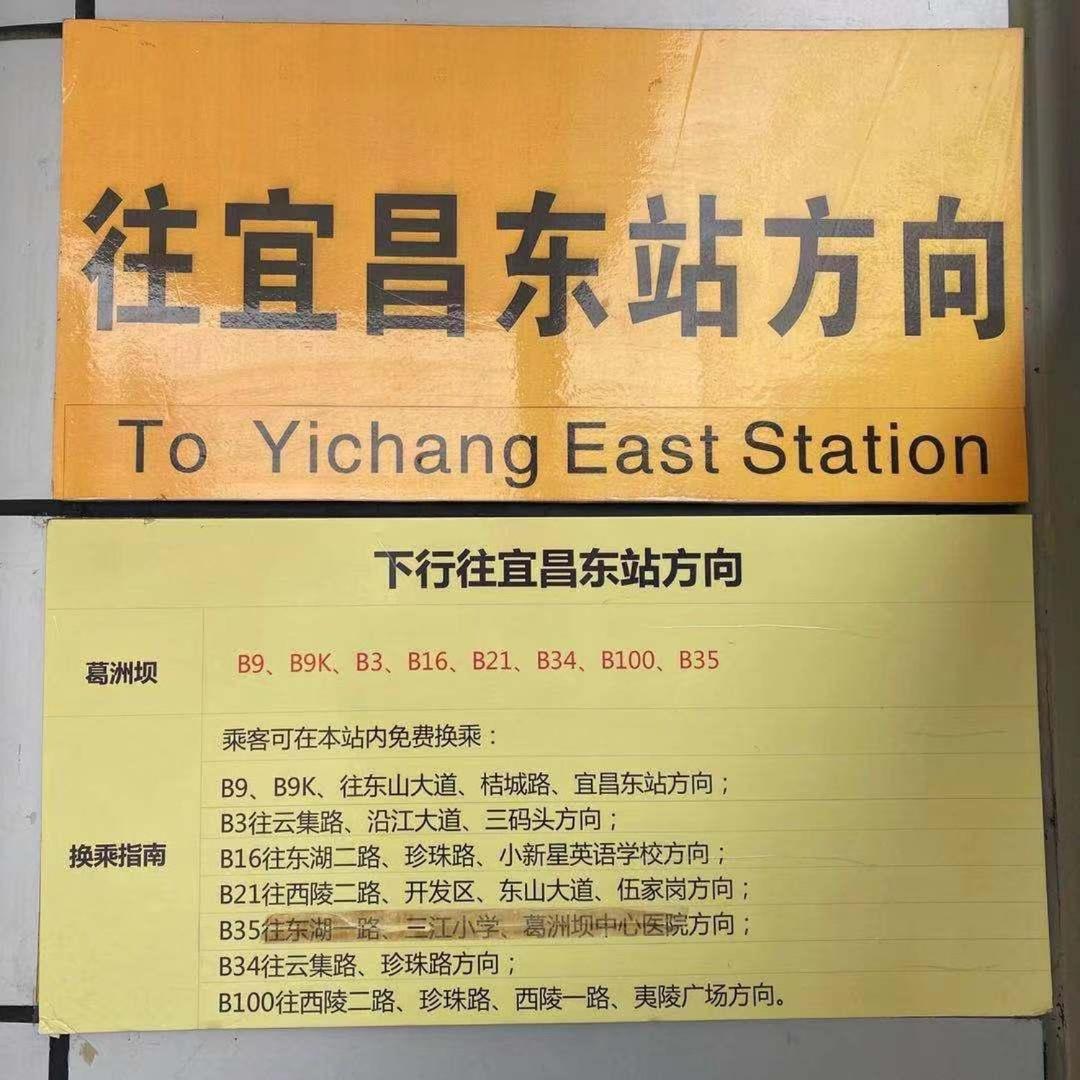 往宜昌东站方向
To Yichang East Station
下行往宜昌东站方向
葛洲坝
B9、B9K、B3、B16、B21、B34、B100、B35
换乘指南
乘客可在本站内免费换乘：
B9、B9K、往东山大道、桔城路、宜昌东站方向；
B3往云集路、沿江大道、三码头方向；
B16往东湖二路、珍珠路、小新星英语学校方向；
B21往西陵二路、开发区、东山大道、伍家岗方向；
B35往东湖一路、三江小学、葛洲坝中心医院方向；
B34往云集路、珍珠路方向；
B100往西陵二路、珍珠路、西陵一路、夷陵广场方向。